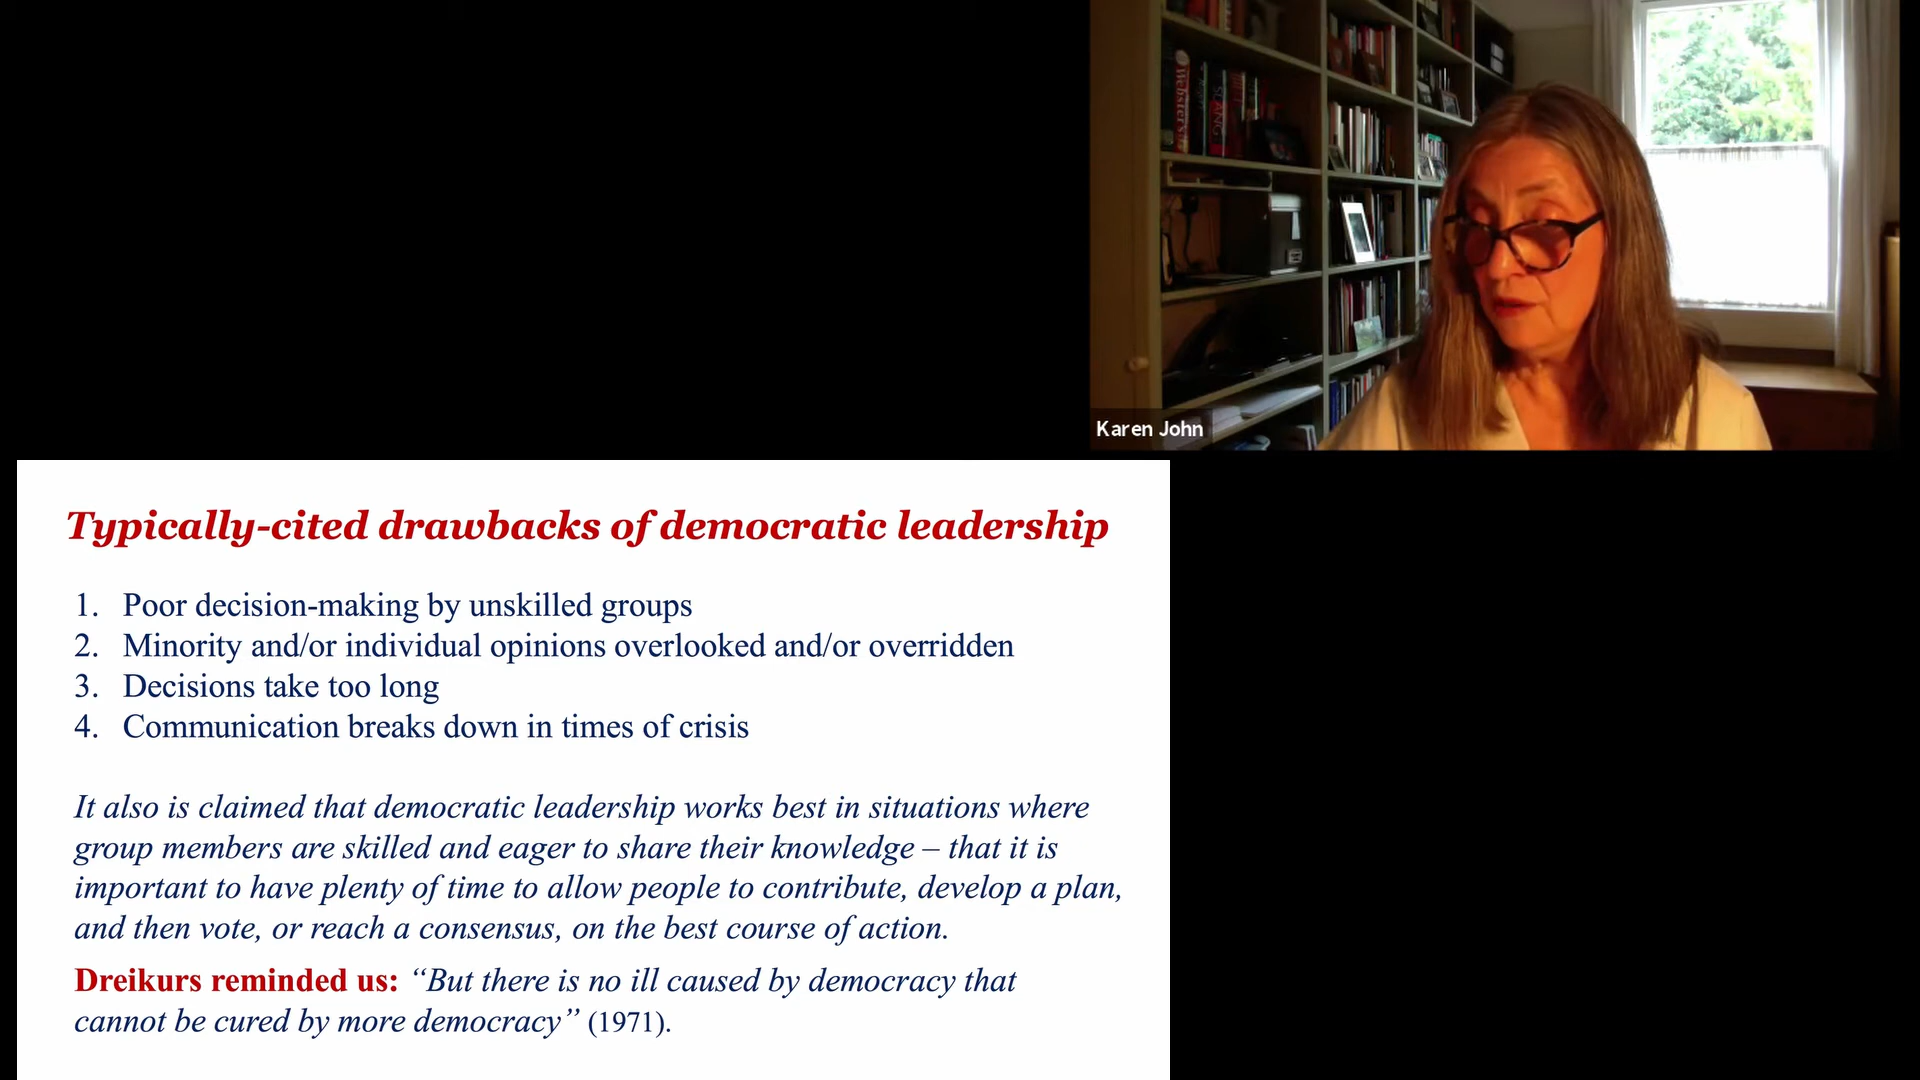 Webster's
SLANG
Karen John
Typically-cited drawbacks of democratic leadership
1. Poor decision-making by unskilled groups
2. Minority and/or individual opinions overlooked and/or overridden
3. Decisions take too long
4. Communication breaks down in times of crisis
It also is claimed that democratic leadership works best in situations where
group members are skilled and eager to share their knowledge – that it is
important to have plenty of time to allow people to contribute, develop a plan,
and then vote, or reach a consensus, on the best course of action.
Dreikurs reminded us: “But there is no ill caused by democracy that
cannot be cured by more democracy” (1971).